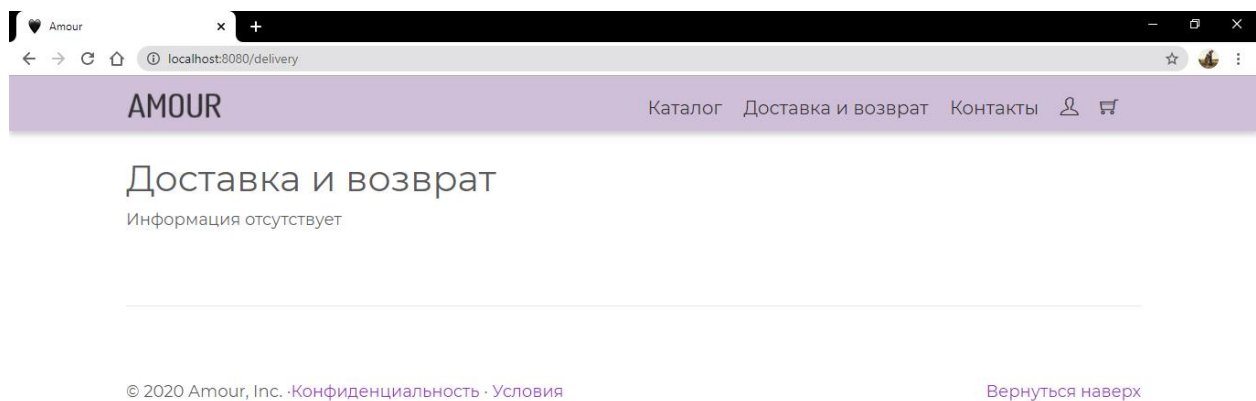 Amour
localhost:8080/delivery
AMOUR
Каталог Доставка и возврат Контакты
Доставка и возврат
Информация отсутствует
© 2020 Amour, Inc. ·Конфиденциальность · Условия
Вернуться наверх